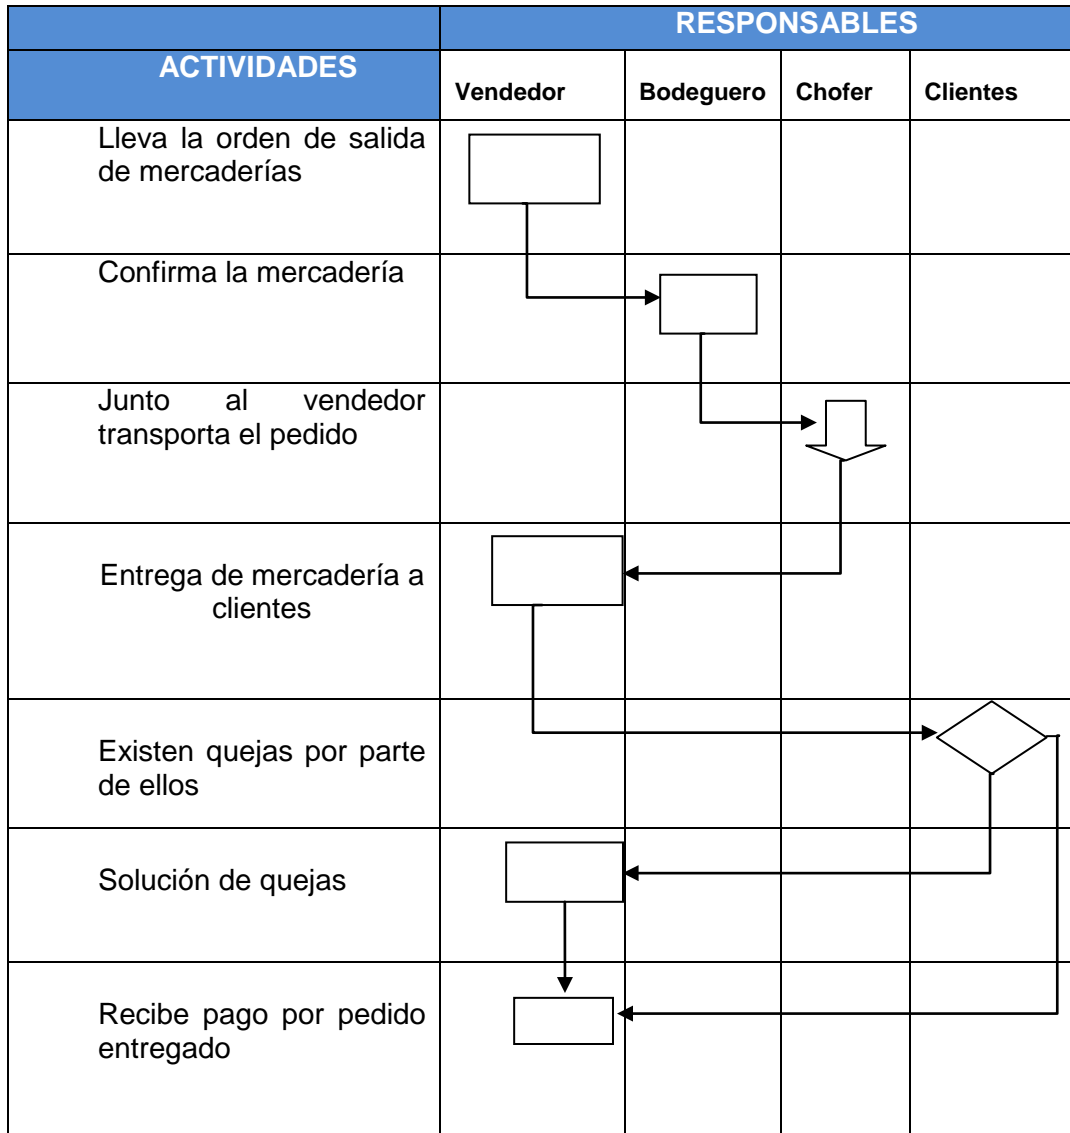 RESPONSABLES
ACTIVIDADES
Vendedor
Bodeguero
Chofer
Clientes
Lleva la orden de salida
de mercaderías
Confirma la mercadería
Junto al vendedor
transporta el pedido
Entrega de mercadería a
clientes
Existen quejas por parte
de ellos
Solución de quejas
Recibe pago por pedido
entregado